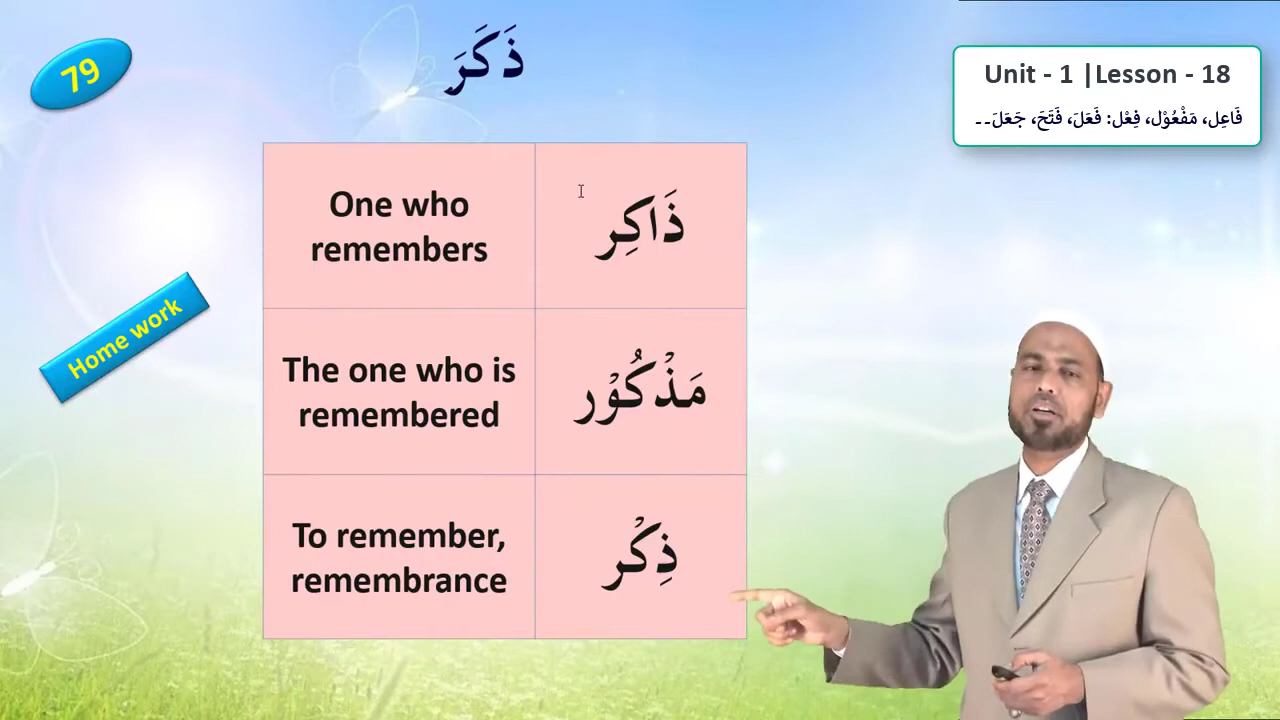 79
ذَكَرَ
Unit - 1 |Lesson - 18
فَاعِل، مَفْعُوْل، فِعْل: فَعَلَ، فَتَحَ، جَعَلَ۔۔
Home work
One who
remembers
ذَاكِر
The one who is
remembered
مَذْكُوْر
To remember,
remembrance
ذِكْر